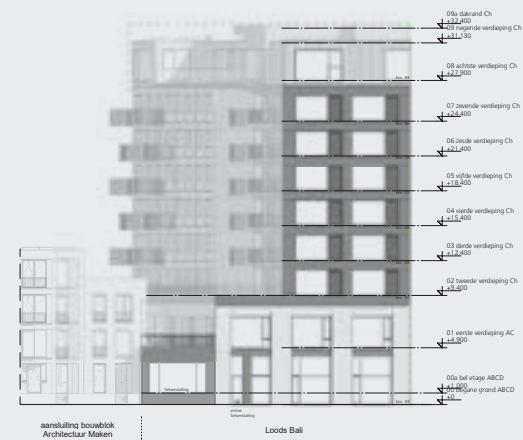 09a dakrand Ch
+32.400
09 negende verdieping Ch
+31.130
08 achtste verdieping Ch
+27.900
07 zevende verdieping Ch
+24.400
06 zesde verdieping Ch
+21.400
05 vijfde verdieping Ch
+18.400
04 vierde verdieping Ch
+15.400
03 derde verdieping Ch
+12.400
02 tweede verdieping Ch
+9.400
01 eerste verdieping AC
+4.900
00a bel etage ABCD
+1.000
00 begane grond ABCD
+0
fietsenstalling
entree
fietsenstalling
aansluiting bouwblok
Architectuur Maken
Loods Bali